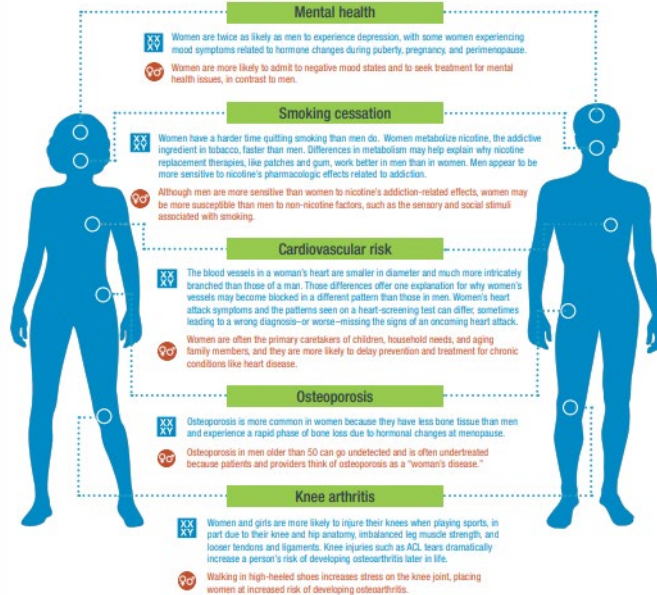 Mental health
XX
XY
Women are twice as likely as men to experience depression, with some women experiencing
mood symptoms related to hormone changes during puberty, pregnancy, and perimenopause.
Women are more likely to admit to negative mood states and to seek treatment for mental
health issues, in contrast to men.
Smoking cessation
XX
XY
Women have a harder time quitting smoking than men do. Women metabolize nicotine, the addictive
ingredient in tobacco, faster than men. Differences in metabolism may help explain why nicotine
replacement therapies, like patches and gum, work better in men than in women. Men appear to be
more sensitive to nicotine's pharmacologic effects related to addiction.
Although men are more sensitive than women to nicotine's addiction-related effects, women may
be more susceptible than men to non-nicotine factors, such as the sensory and social stimuli
associated with smoking.
Cardiovascular risk
XX
XY
The blood vessels in a woman's heart are smaller in diameter and much more intricately
branched than those of a man. Those differences offer one explanation for why women's
vessels may become blocked in a different pattern than those in men. Women's heart
attack symptoms and the patterns seen on a heart-screening test can differ, sometimes
leading to a wrong diagnosis–or worse–missing the signs of an oncoming heart attack.
Women are often the primary caretakers of children, household needs, and aging
family members, and they are more likely to delay prevention and treatment for chronic
conditions like heart disease.
Osteoporosis
XX
XY
Osteoporosis is more common in women because they have less bone tissue than men
and experience a rapid phase of bone loss due to hormonal changes at menopause.
Osteoporosis in men older than 50 can go undetected and is often undertreated
because patients and providers think of osteoporosis as a "woman's disease."
Knee arthritis
XX
XY
Women and girls are more likely to injure their knees when playing sports, in
part due to their knee and hip anatomy, imbalanced leg muscle strength, and
looser tendons and ligaments. Knee injuries such as ACL tears dramatically
increase a person's risk of developing osteoarthritis later in life.
Walking in high-heeled shoes increases stress on the knee joint, placing
women at increased risk of developing osteoarthritis.